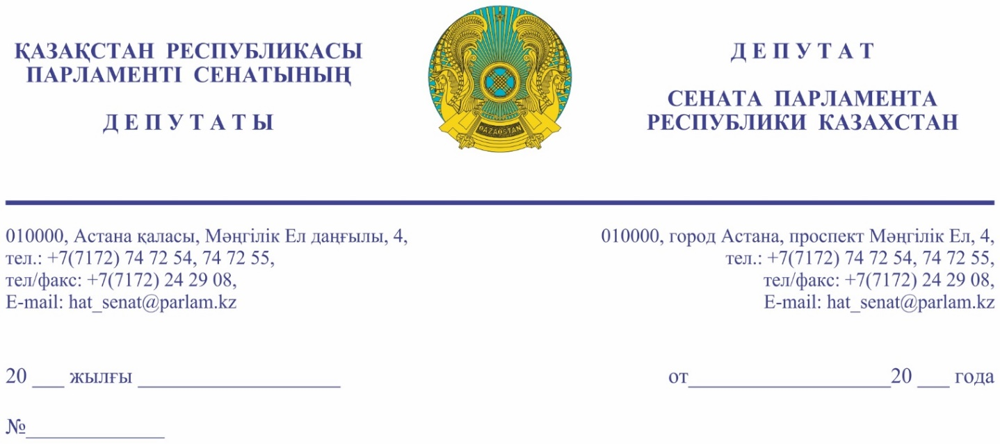 ҚАЗАҚСТАН РЕСПУБЛИКАСЫ
ПАРЛАМЕНТІ СЕНАТЫНЫҢ
Д Е П У Т А Т Ы
QAZAQSTAN
Д Е П У Т А Т
СЕНАТА ПАРЛАМЕНТА
РЕСПУБЛИКИ КАЗАХСТАН
010000, Астана қаласы, Мәңгілік Ел даңғылы, 4,
тел.: +7(7172) 74 72 54, 74 72 55,
тел/факс: +7(7172) 24 29 08,
E-mail: hat_senat@parlam.kz
010000, город Астана, проспект Мәңгілік Ел, 4,
тел.: +7(7172) 74 72 54, 74 72 55,
тел/факс: +7(7172) 24 29 08,
E-mail: hat_senat@parlam.kz
20 ___ жылғы ___________________
от___________________20 ___ года
№_____________